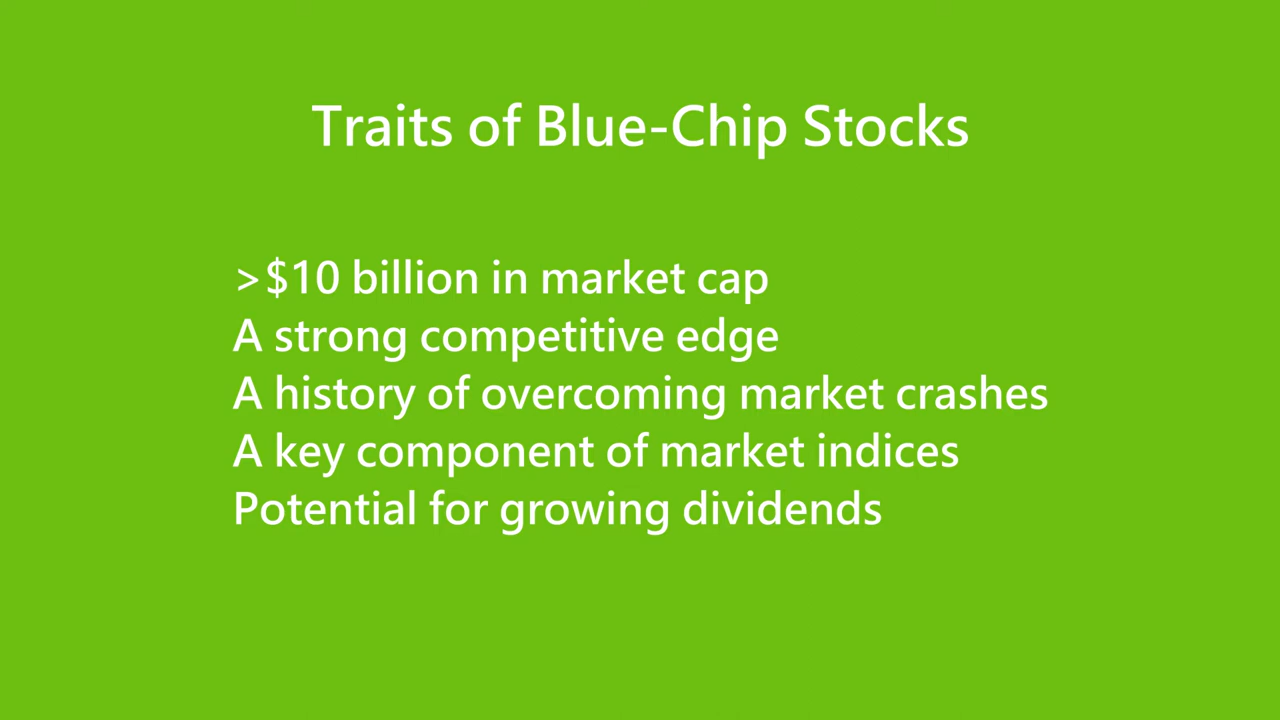 Traits of Blue-Chip Stocks
>$10 billion in market cap
A strong competitive edge
A history of overcoming market crashes
A key component of market indices
Potential for growing dividends